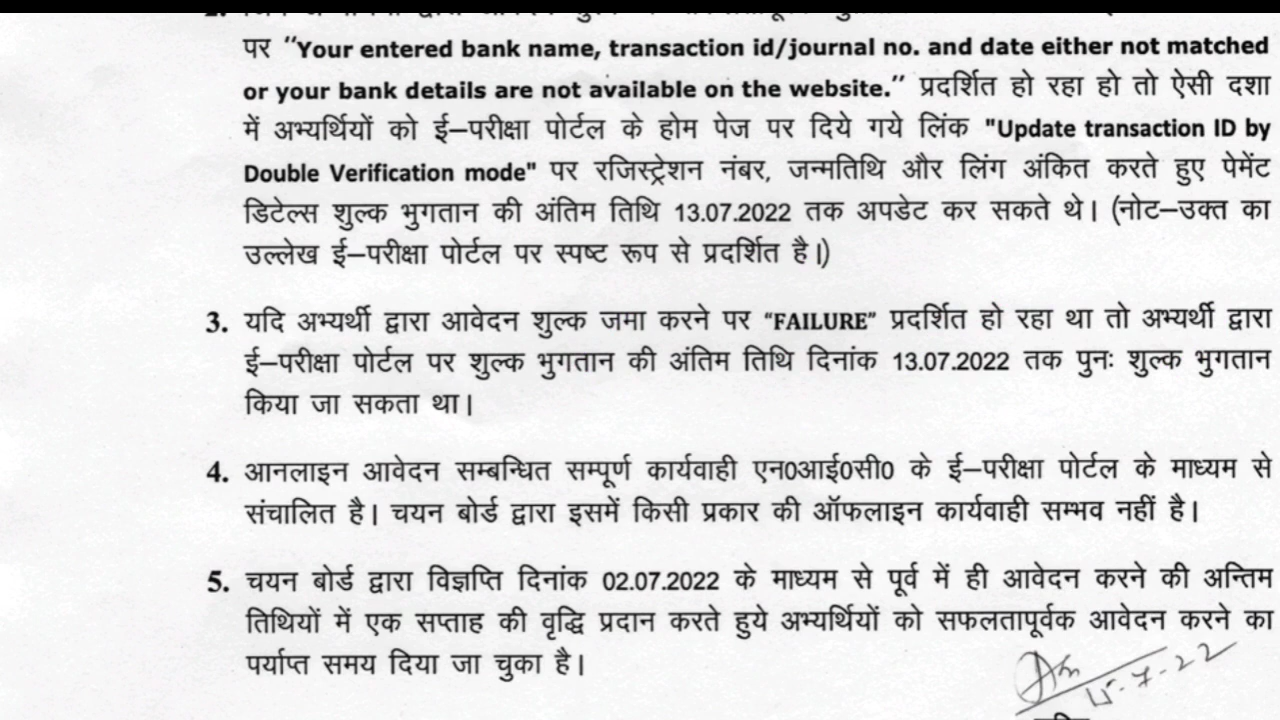 2.
पर “Your entered bank name, transaction id/journal no. and date either not matched
or your bank details are not available on the website.” प्रदर्शित हो रहा हो तो ऐसी दशा
में अभ्यर्थियों को ई–परीक्षा पोर्टल के होम पेज पर दिये गये लिंक "Update transaction ID by
Double Verification mode" पर रजिस्ट्रेशन नंबर, जन्मतिथि और लिंग अंकित करते हुए पेमेंट
डिटेल्स शुल्क भुगतान की अंतिम तिथि 13.07.2022 तक अपडेट कर सकते थे। (नोट–उक्त का
उल्लेख ई–परीक्षा पोर्टल पर स्पष्ट रूप से प्रदर्शित है।)
3. यदि अभ्यर्थी द्वारा आवेदन शुल्क जमा करने पर “FAILURE” प्रदर्शित हो रहा था तो अभ्यर्थी द्वारा
ई–परीक्षा पोर्टल पर शुल्क भुगतान की अंतिम तिथि दिनांक 13.07.2022 तक पुनः शुल्क भुगतान
किया जा सकता था।
4. आनलाइन आवेदन सम्बन्धित सम्पूर्ण कार्यवाही एन0आई0सी0 के ई–परीक्षा पोर्टल के माध्यम से
संचालित है। चयन बोर्ड द्वारा इसमें किसी प्रकार की ऑफलाइन कार्यवाही सम्भव नहीं है।
5. चयन बोर्ड द्वारा विज्ञप्ति दिनांक 02.07.2022 के माध्यम से पूर्व में ही आवेदन करने की अन्तिम
तिथियों में एक सप्ताह की वृद्धि प्रदान करते हुये अभ्यर्थियों को सफलतापूर्वक आवेदन करने का
पर्याप्त समय दिया जा चुका है।
15-7-22